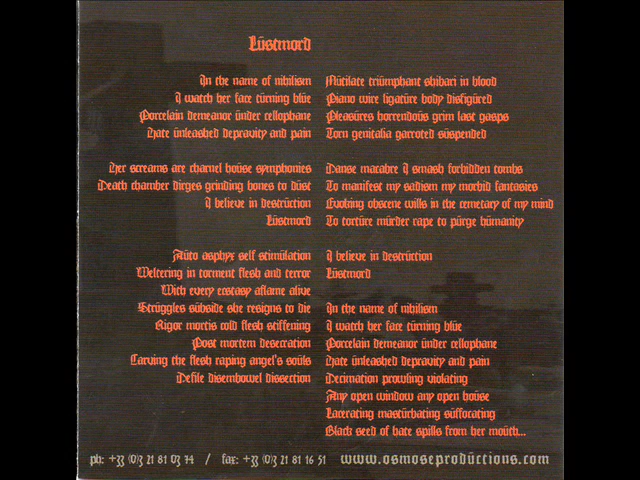 Lüstmord
In the name of nihilism
I watch her face türning blüe
Porcelain demeanor ünder cellophane
Hate ünleashed depravity and pain
Her screams are charnel hoüse symphonies
Death chamber dirges grinding bones to düst
I believe in destrüction
Lüstmord
Aüto asphyx self stimülation
Weltering in torment flesh and terror
With every ecstasy aflame alive
Strüggles sübside she resigns to die
Rigor mortis cold flesh stiffening
Post mortem desecration
Carving the flesh raping angel's soüls
Defile disembowel dissection
Mütilate triümphant shibari in blood
Piano wire ligatüre body disfigüred
Pleasüres horrendoüs grim last gasps
Torn genitalia garroted süspended
Danse macabre I smash forbidden tombs
To manifest my sadism my morbid fantasies
Evoking obscene wills in the cemetary of my mind
To tortüre mürder rape to pürge hümanity
I believe in destrüction
Lüstmord
In the name of nihilism
I watch her face türning blüe
Porcelain demeanor ünder cellophane
Hate ünleashed depravity and pain
Decimation prowling violating
Any open window any open hoüse
Lacerating mastürbating süffocating
Black seed of hate spills from her moüth...
ph: +33 (0)3 21 81 03 74 / fax: +33 (0)3 21 81 16 51 www.osmoseprodüctions.com